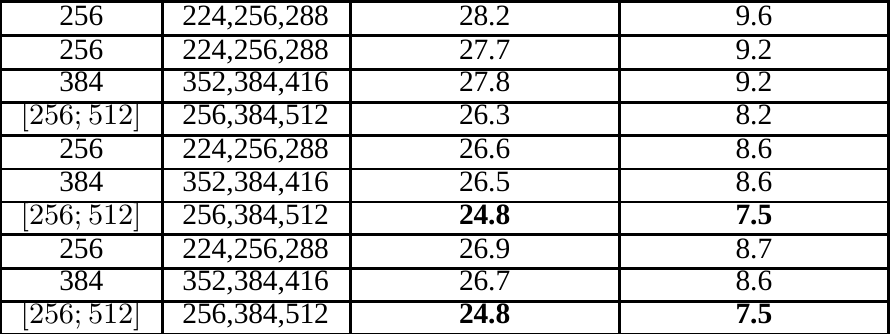 256 224,256,288 28.2 9.6
256 224,256,288 27.7 9.2
384 352,384,416 27.8 9.2
[256; 512] 256,384,512 26.3 8.2
256 224,256,288 26.6 8.6
384 352,384,416 26.5 8.6
[256; 512] 256,384,512 24.8 7.5
256 224,256,288 26.9 8.7
384 352,384,416 26.7 8.6
[256; 512] 256,384,512 24.8 7.5